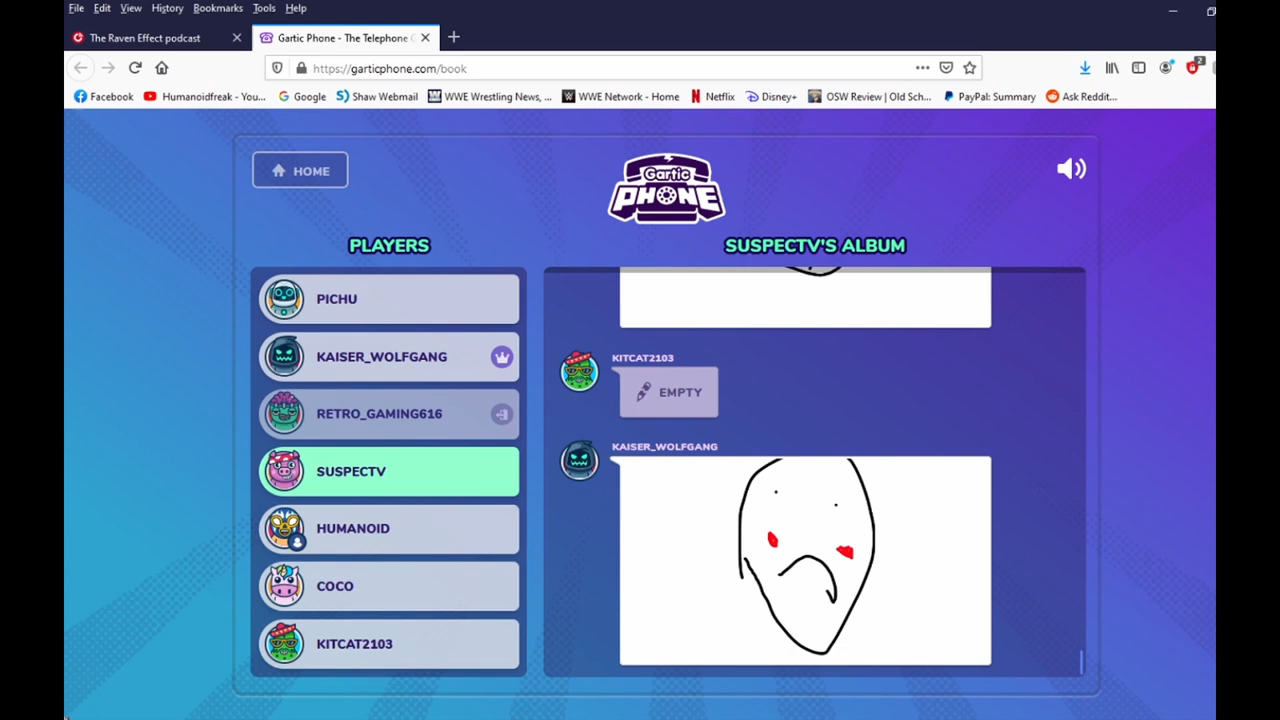 File Edit View History Bookmarks Tools Help
The Raven Effect podcast
Gartic Phone - The Telephone G
https://garticphone.com/book
Facebook
Humanoidfreak - You...
Google
Shaw Webmail
WWE Wrestling News, ...
WWE Network - Home
Netflix
Disney+
OSW Review | Old Sch...
PayPal: Summary
Ask Reddit...
2
HOME
Gartic
PHONE
PLAYERS
SUSPECTV'S ALBUM
PICHU
KAISER_WOLFGANG
RETRO_GAMING616
SUSPECTV
HUMANOID
COCO
KITCAT2103
KITCAT2103
EMPTY
KAISER_WOLFGANG